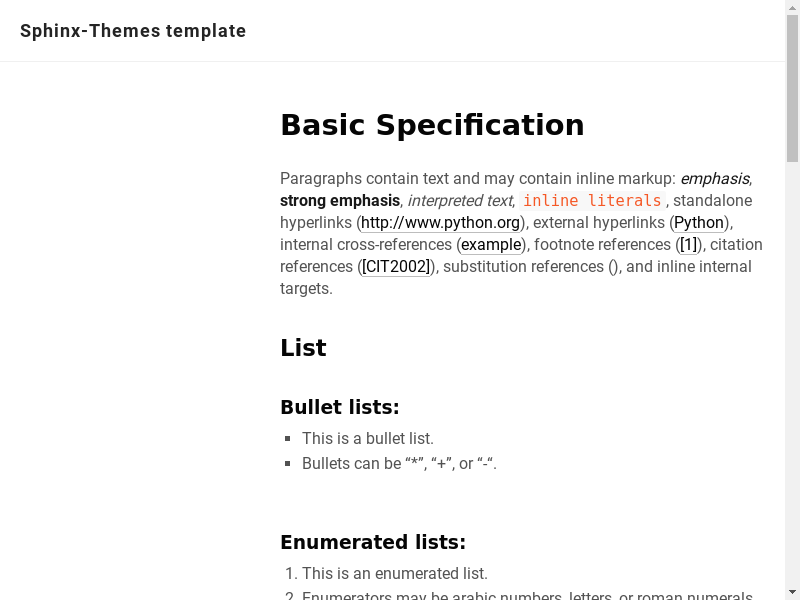 Sphinx-Themes template
Basic Specification
Paragraphs contain text and may contain inline markup: emphasis,
strong emphasis, interpreted text, inline literals, standalone
hyperlinks (http://www.python.org), external hyperlinks (Python),
internal cross-references (example), footnote references ([1]), citation
references ([CIT2002]), substitution references (), and inline internal
targets.
List
Bullet lists:
▪ This is a bullet list.
▪ Bullets can be “*”, “+”, or “-“.
Enumerated lists:
1. This is an enumerated list.
2. Enumerators may be arabic numbers, letters, or roman numerals.